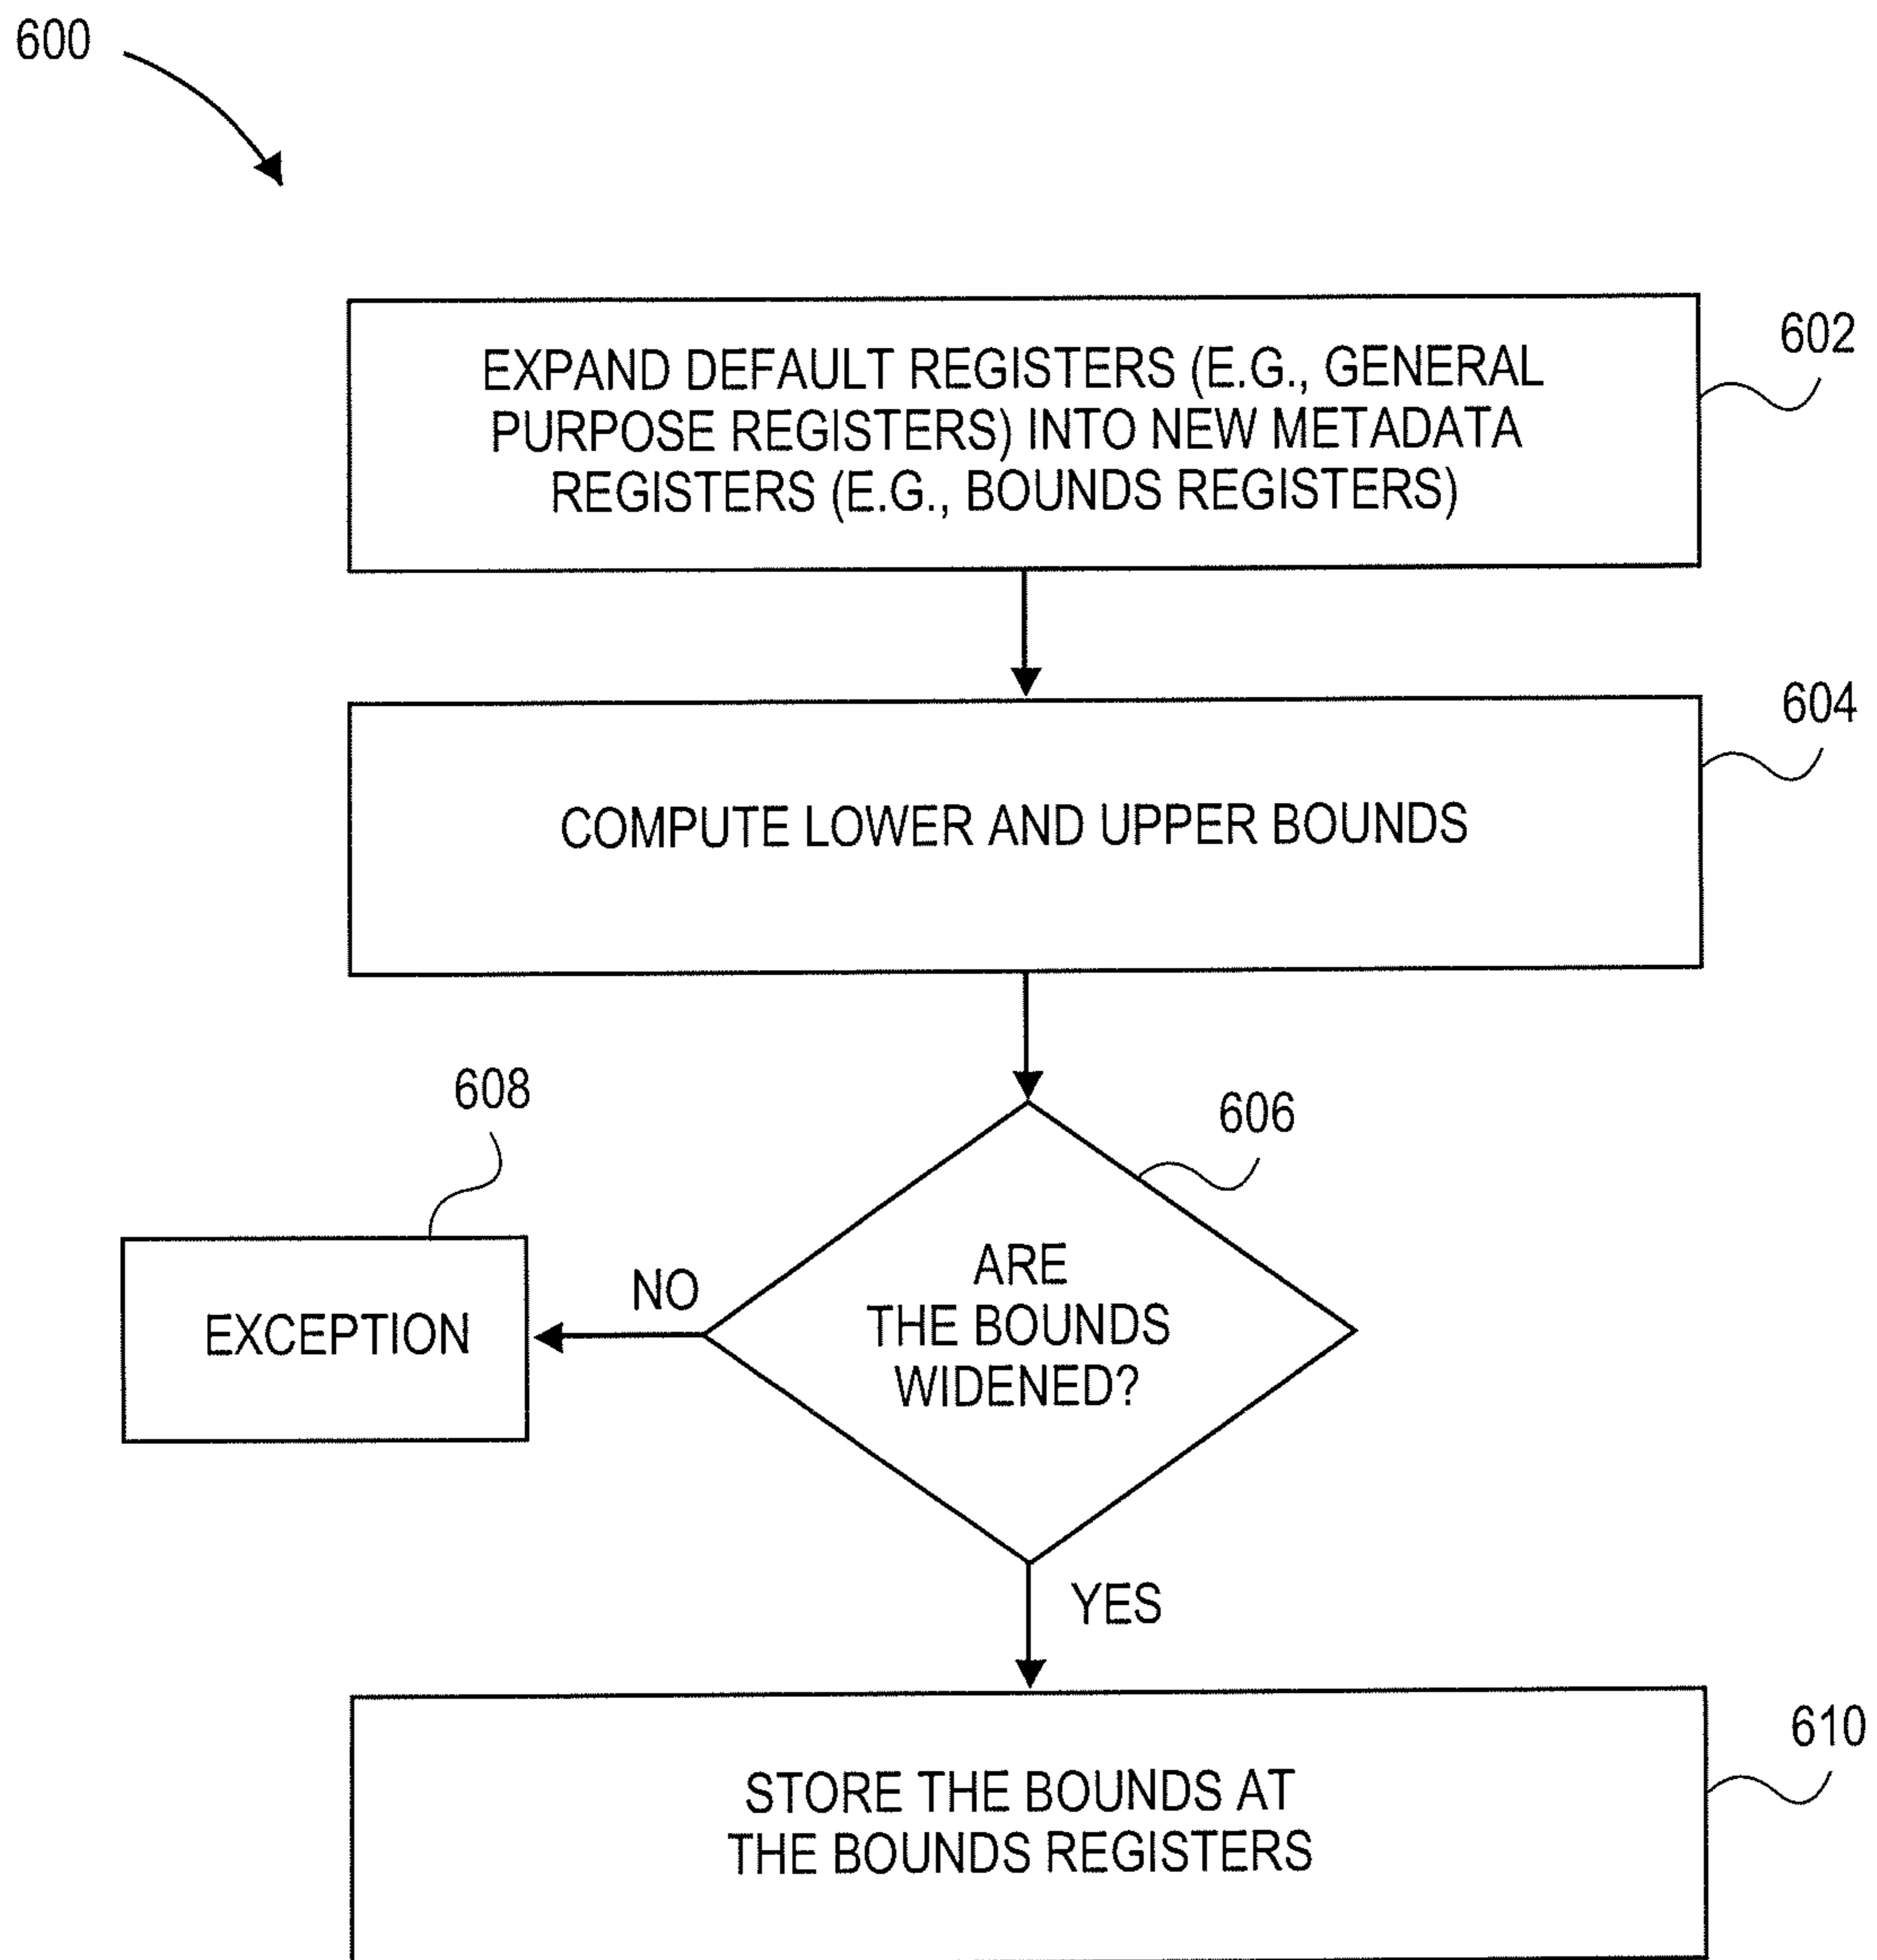 600
EXPAND DEFAULT REGISTERS (E.G., GENERAL
PURPOSE REGISTERS) INTO NEW METADATA
REGISTERS (E.G., BOUNDS REGISTERS)
602
COMPUTE LOWER AND UPPER BOUNDS
604
608
606
EXCEPTION
NO
ARE
THE BOUNDS
WIDENED?
YES
STORE THE BOUNDS AT
THE BOUNDS REGISTERS
610